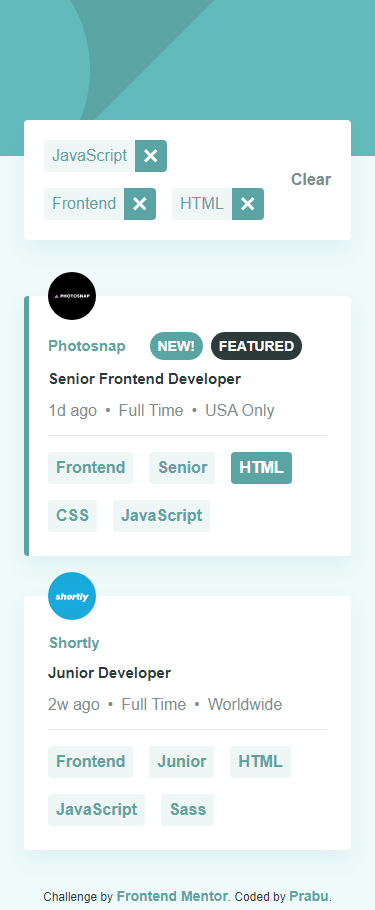 JavaScript
Frontend HTML
Clear
PHOTOSNAP
Photosnap NEW! FEATURED
Senior Frontend Developer
1d ago • Full Time • USA Only
Frontend Senior HTML
CSS JavaScript
shortly
Shortly
Junior Developer
2w ago • Full Time • Worldwide
Frontend Junior HTML
JavaScript Sass
Challenge by Frontend Mentor. Coded by Prabu.